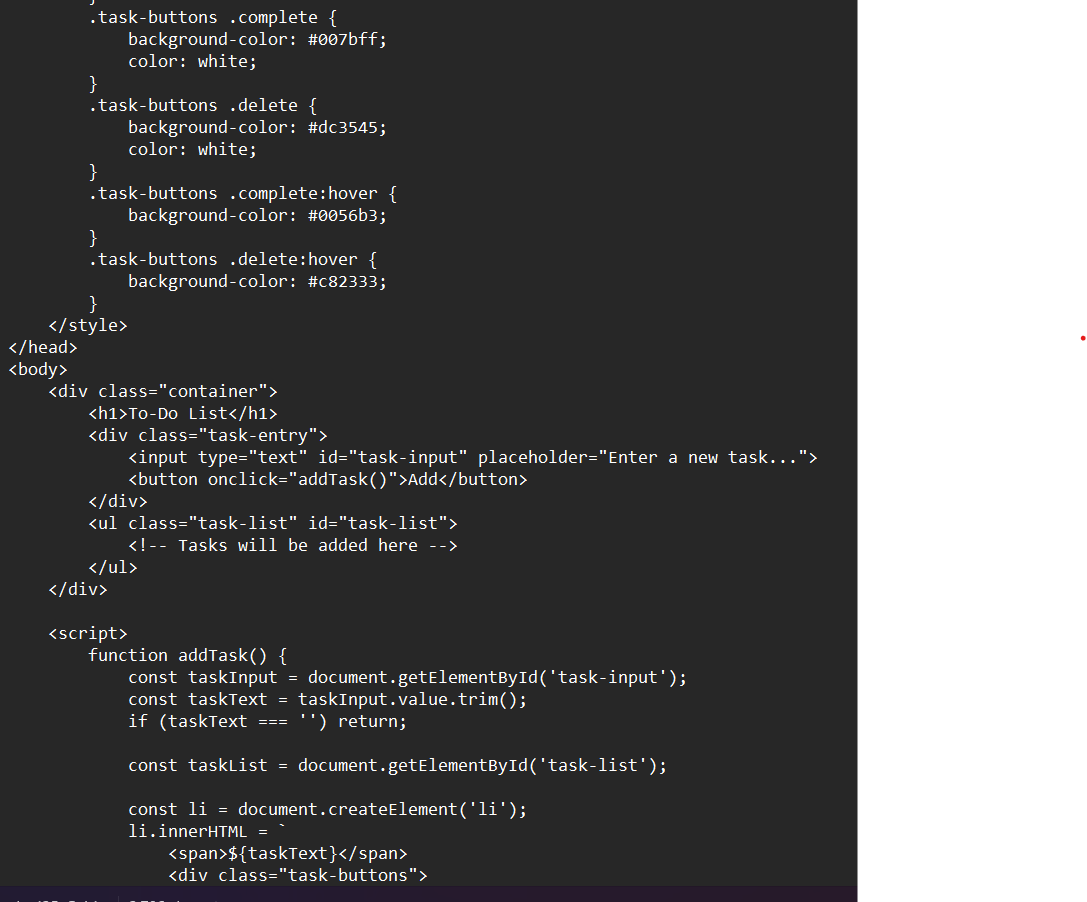 }
.task-buttons .complete {
background-color: #007bff;
color: white;
}
.task-buttons .delete {
background-color: #dc3545;
color: white;
}
.task-buttons .complete:hover {
background-color: #0056b3;
}
.task-buttons .delete:hover {
background-color: #c82333;
}
</style>
</head>
<body>
<div class="container">
<h1>To-Do List</h1>
<div class="task-entry">
<input type="text" id="task-input" placeholder="Enter a new task...">
<button onclick="addTask()">Add</button>
</div>
<ul class="task-list" id="task-list">
<!-- Tasks will be added here -->
</ul>
</div>
<script>
function addTask() {
const taskInput = document.getElementById('task-input');
const taskText = taskInput.value.trim();
if (taskText === '') return;
const taskList = document.getElementById('task-list');
const li = document.createElement('li');
li.innerHTML = `
<span>${taskText}</span>
<div class="task-buttons">